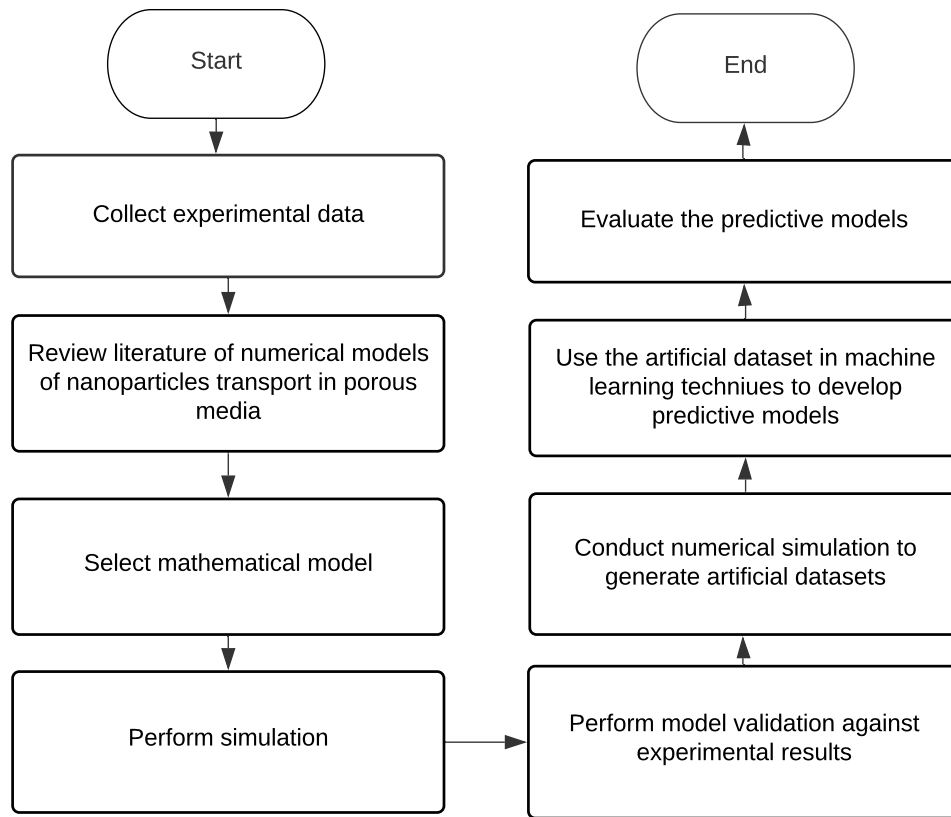 Start
Collect experimental data
Review literature of numerical models
of nanoparticles transport in porous
media
Select mathematical model
Perform simulation
Perform model validation against
experimental results
Conduct numerical simulation to
generate artificial datasets
Use the artificial dataset in machine
learning techniues to develop
predictive models
Evaluate the predictive models
End